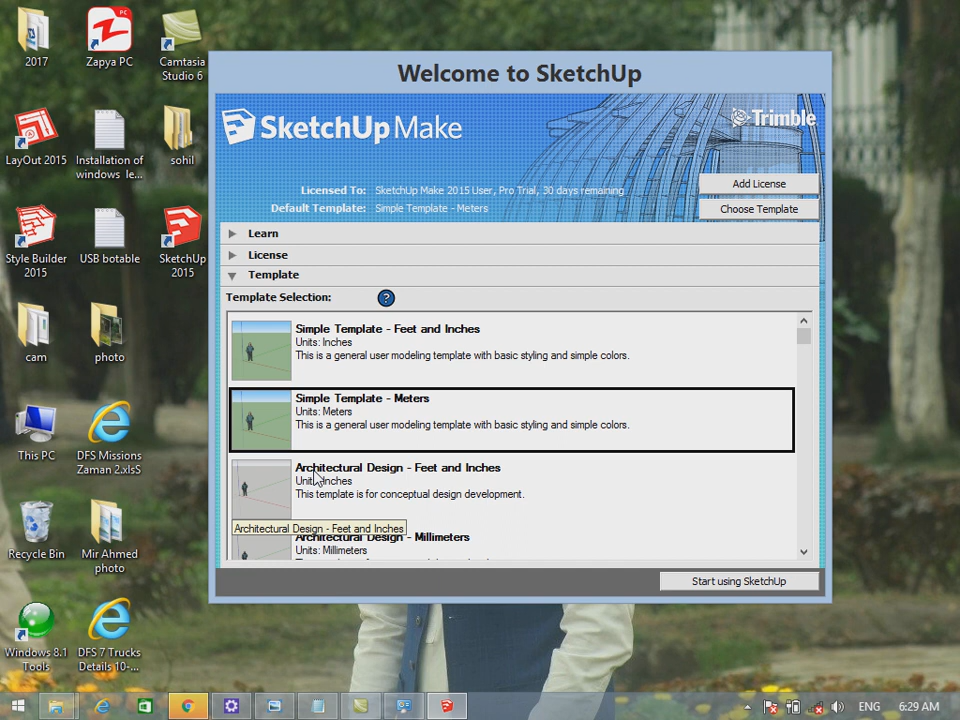 2017
PC
Zapya PC
Camtasia
Studio 6
LayOut 2015
Installation of
windows le...
sohil
Style Builder
2015
USB botable
SketchUp
2015
cam
photo
This PC
DFS Missions
Zaman 2.xlsS
Recycle Bin
Mir Ahmed
photo
Windows 8.1
Tools
DFS 7 Trucks
Details 10-...
Welcome to SketchUp
SketchUp Make
Trimble
Licensed To: SketchUp Make 2015 User, Pro Trial, 30 days remaining
Add License
Default Template: Simple Template - Meters
Choose Template
Learn
License
Template
Template Selection: ?
Simple Template - Feet and Inches
Units: Inches
This is a general user modeling template with basic styling and simple colors.
Simple Template - Meters
Units: Meters
This is a general user modeling template with basic styling and simple colors.
Architectural Design - Feet and Inches
Units: Inches
This template is for conceptual design development.
Architectural Design - Feet and Inches
Architectural Design - Millimeters
Units: Millimeters
Start using SketchUp
ENG
6:29 AM